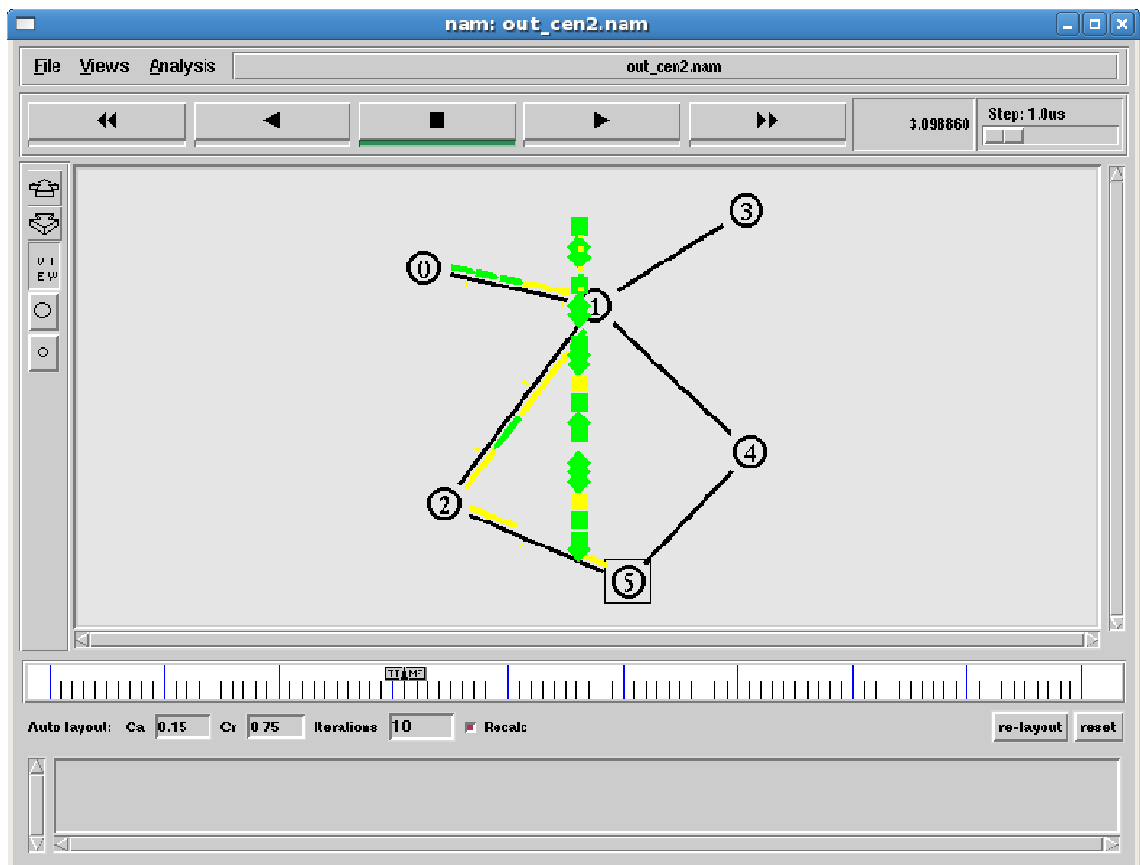 nam: out_cen2.nam
File Views Analysis out_cen2.nam
3.098860 Step: 1.0us
V I
E W
3
0
1
4
2
5
TIME
Auto layout: Ca 0.15 Cr 0.75 Iterations 10 Recalc re-layout reset